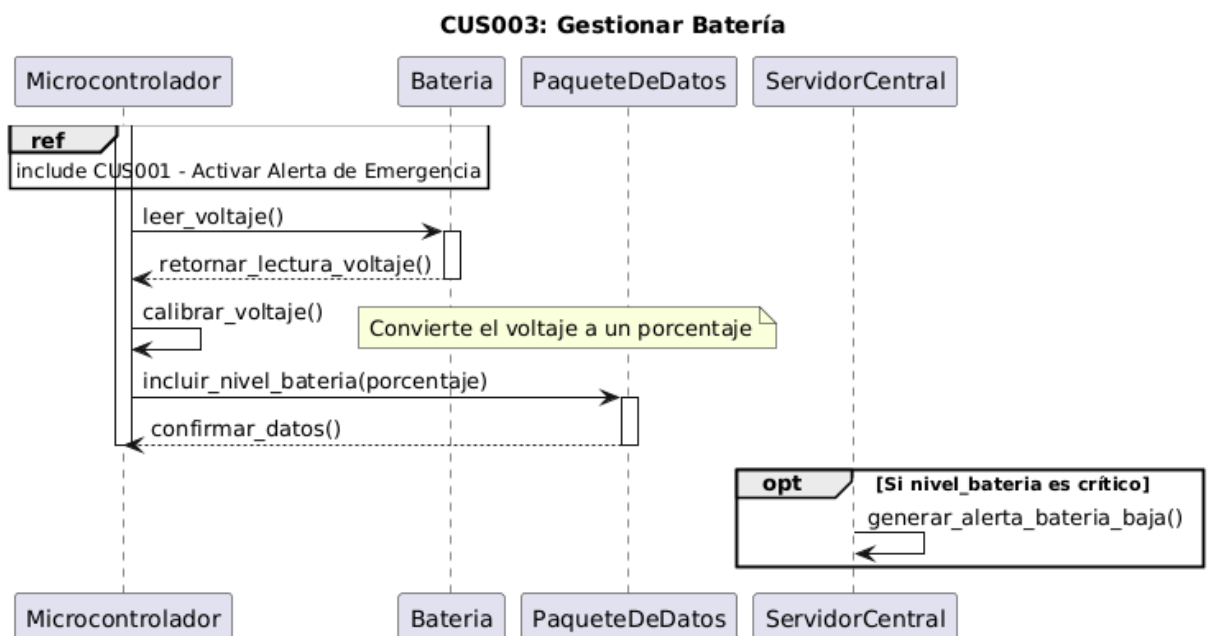 CUS003: Gestionar Batería
Microcontrolador
Bateria
PaqueteDeDatos
ServidorCentral
ref
include CUS001 - Activar Alerta de Emergencia
leer_voltaje()
retornar_lectura_voltaje()
calibrar_voltaje()
Convierte el voltaje a un porcentaje
incluir_nivel_bateria(porcentaje)
confirmar_datos()
opt
[Si nivel_bateria es crítico]
generar_alerta_bateria_baja()
Microcontrolador
Bateria
PaqueteDeDatos
ServidorCentral